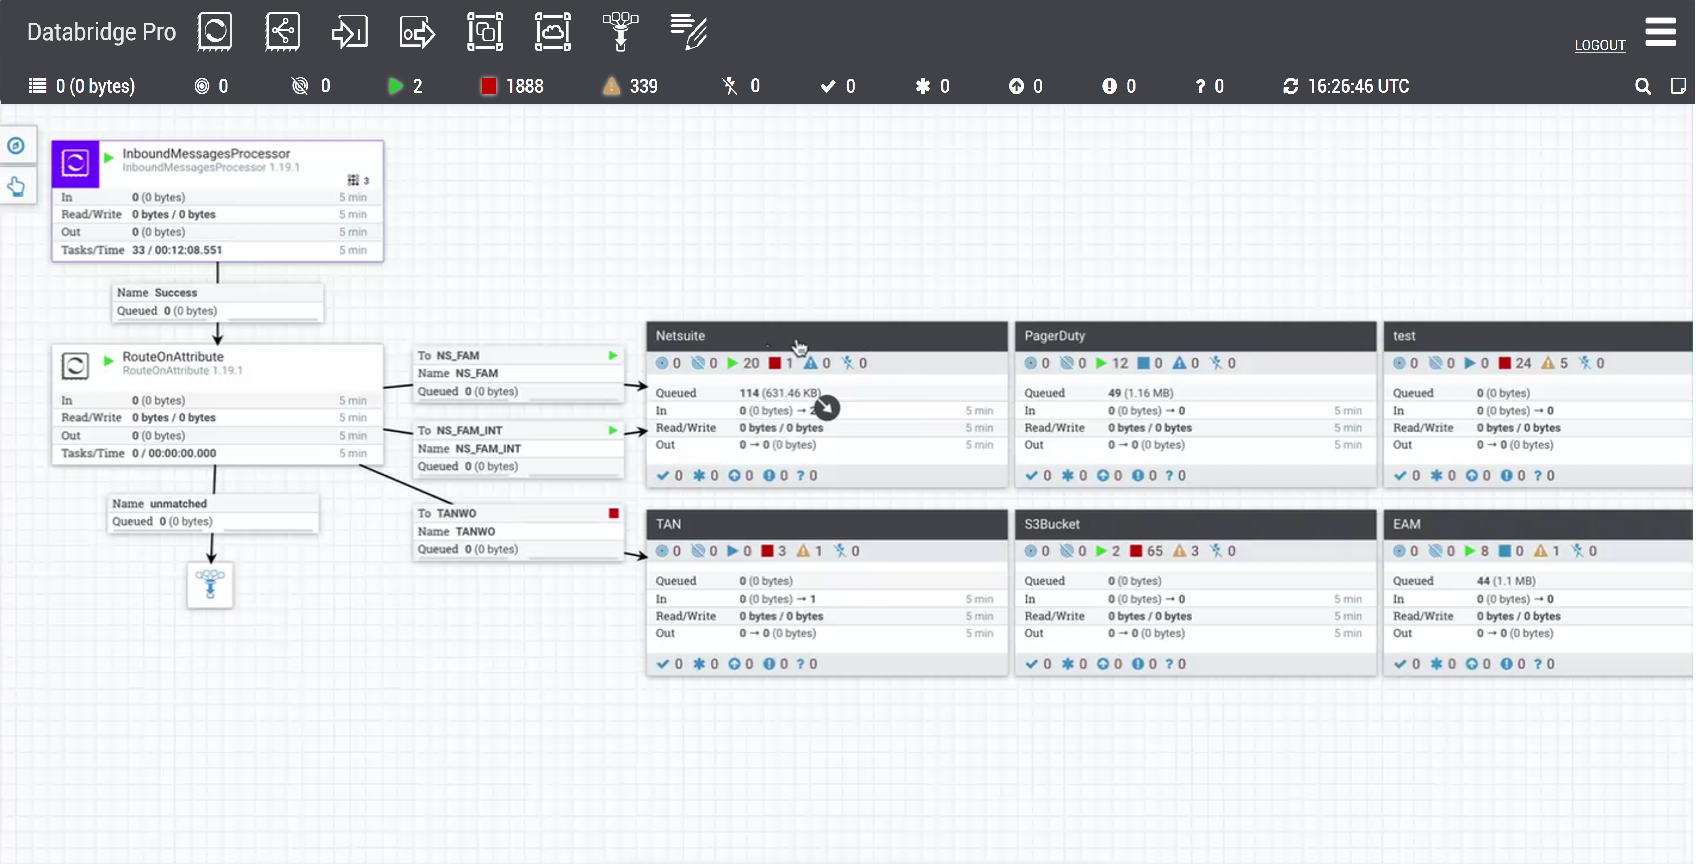 Databridge Pro
LOGOUT
0 (0 bytes) 0 0 2 1888 339 0 0 0 0 0 ? 0 16:26:46 UTC
InboundMessagesProcessor
InboundMessagesProcessor 1.19.1
3
In 0 (0 bytes) 5 min
Read/Write 0 bytes / 0 bytes 5 min
Out 0 (0 bytes) 5 min
Tasks/Time 33 / 00:12:08.551 5 min
Name Success
Queued 0 (0 bytes)
RouteOnAttribute
RouteOnAttribute 1.19.1
In 0 (0 bytes) 5 min
Read/Write 0 bytes / 0 bytes 5 min
Out 0 (0 bytes) 5 min
Tasks/Time 0 / 00:00:00.000 5 min
Name unmatched
Queued 0 (0 bytes)
To NS_FAM
Name NS_FAM
Queued 0 (0 bytes)
To NS_FAM_INT
Name NS_FAM_INT
Queued 0 (0 bytes)
To TANWO
Name TANWO
Queued 0 (0 bytes)
Netsuite
0 0 20 1 0 0
Queued 114 (631.46 KB)
In 0 (0 bytes) → 5 min
Read/Write 0 bytes / 0 bytes 5 min
Out 0 → 0 (0 bytes) 5 min
0 0 0 0 ? 0
PagerDuty
0 0 12 0 0 0
Queued 49 (1.16 MB)
In 0 (0 bytes) → 0 5 min
Read/Write 0 bytes / 0 bytes 5 min
Out 0 → 0 (0 bytes) 5 min
0 0 0 0 ? 0
test
0 0 0 24 5 0
Queued 0 (0 bytes)
In 0 (0 bytes) → 0
Read/Write 0 bytes / 0 bytes
Out 0 → 0 (0 bytes)
0 0 0 0 ? 0
TAN
0 0 0 3 1 0
Queued 0 (0 bytes)
In 0 (0 bytes) → 1 5 min
Read/Write 0 bytes / 0 bytes 5 min
Out 0 → 0 (0 bytes) 5 min
0 0 0 0 ? 0
S3Bucket
0 0 2 65 3 0
Queued 0 (0 bytes)
In 0 (0 bytes) → 0 5 min
Read/Write 0 bytes / 0 bytes 5 min
Out 0 → 0 (0 bytes) 5 min
0 0 0 0 ? 0
EAM
0 0 8 0 1 0
Queued 44 (1.1 MB)
In 0 (0 bytes) → 0
Read/Write 0 bytes / 0 bytes
Out 0 → 0 (0 bytes)
0 0 0 0 ? 0